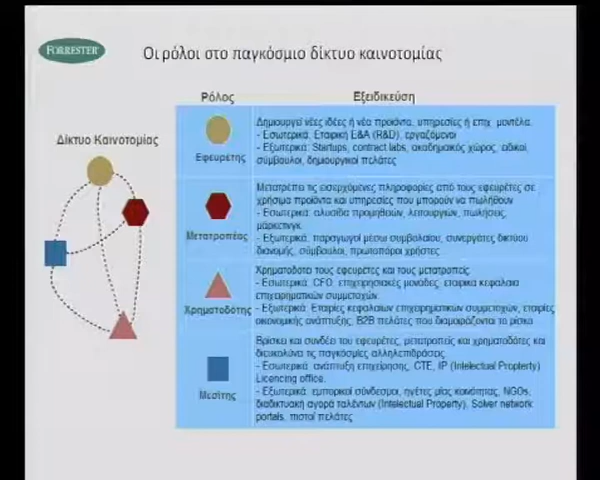 FORRESTER
Οι ρόλοι στο παγκόσμιο δίκτυο καινοτομίας
Ρόλος
Εξειδίκευση
Δίκτυο Καινοτομίας
Εφευρέτης
Δημιουργεί νέες ιδέες ή νέα προϊόντα, υπηρεσίες ή επιχ. μοντέλα.
- Εσωτερικά: Εταιρική Ε&Α (R&D), εργαζόμενοι
- Εξωτερικά: Startups, contract labs, ακαδημαϊκός χώρος, ειδικοί
σύμβουλοι, δημιουργικοί πελάτες
Μετατροπέας
Μετατρέπει τις εισερχόμενες πληροφορίες από τους εφευρέτες σε
χρήσιμα προϊόντα και υπηρεσίες που μπορούν να πωληθούν
- Εσωτερικά: αλυσίδα προμηθειών, λειτουργιών, πωλήσεις,
μάρκετινγκ.
- Εξωτερικά: παραγωγοί μέσω συμβολαίου, συνεργάτες δικτύου
διανομής, σύμβουλοι, πρωτοπόροι χρήστες
Χρηματοδότης
Χρηματοδοτεί τους εφευρέτες και τους μετατροπείς
- Εσωτερικά: CFO, επιχειρησιακές μονάδες, εταιρικά κεφάλαια
επιχειρηματικών συμμετοχών.
- Εξωτερικά: Εταιρίες κεφαλαίων επιχειρηματικών συμμετοχών, εταιρίες
οικονομικής ανάπτυξης, B2B πελάτες που διαμοιράζονται το ρίσκο
Μεσίτης
Βρίσκει και συνδέει του εφευρέτες, μετατροπείς και χρηματοδότες και
διευκολύνει τις παγκόσμιες αλληλεπιδράσεις.
- Εσωτερικά: ανάπτυξη επιχείρησης, CTE, IP (Intelectual Property)
Licencing office.
- Εξωτερικά: εμπορικοί σύνδεσμοι, ηγέτες μίας κοινότητας, NGOs,
διαδικτυακή αγορά ταλέντων (Intelectual Property), Solver network
portals, πιστοί πελάτες